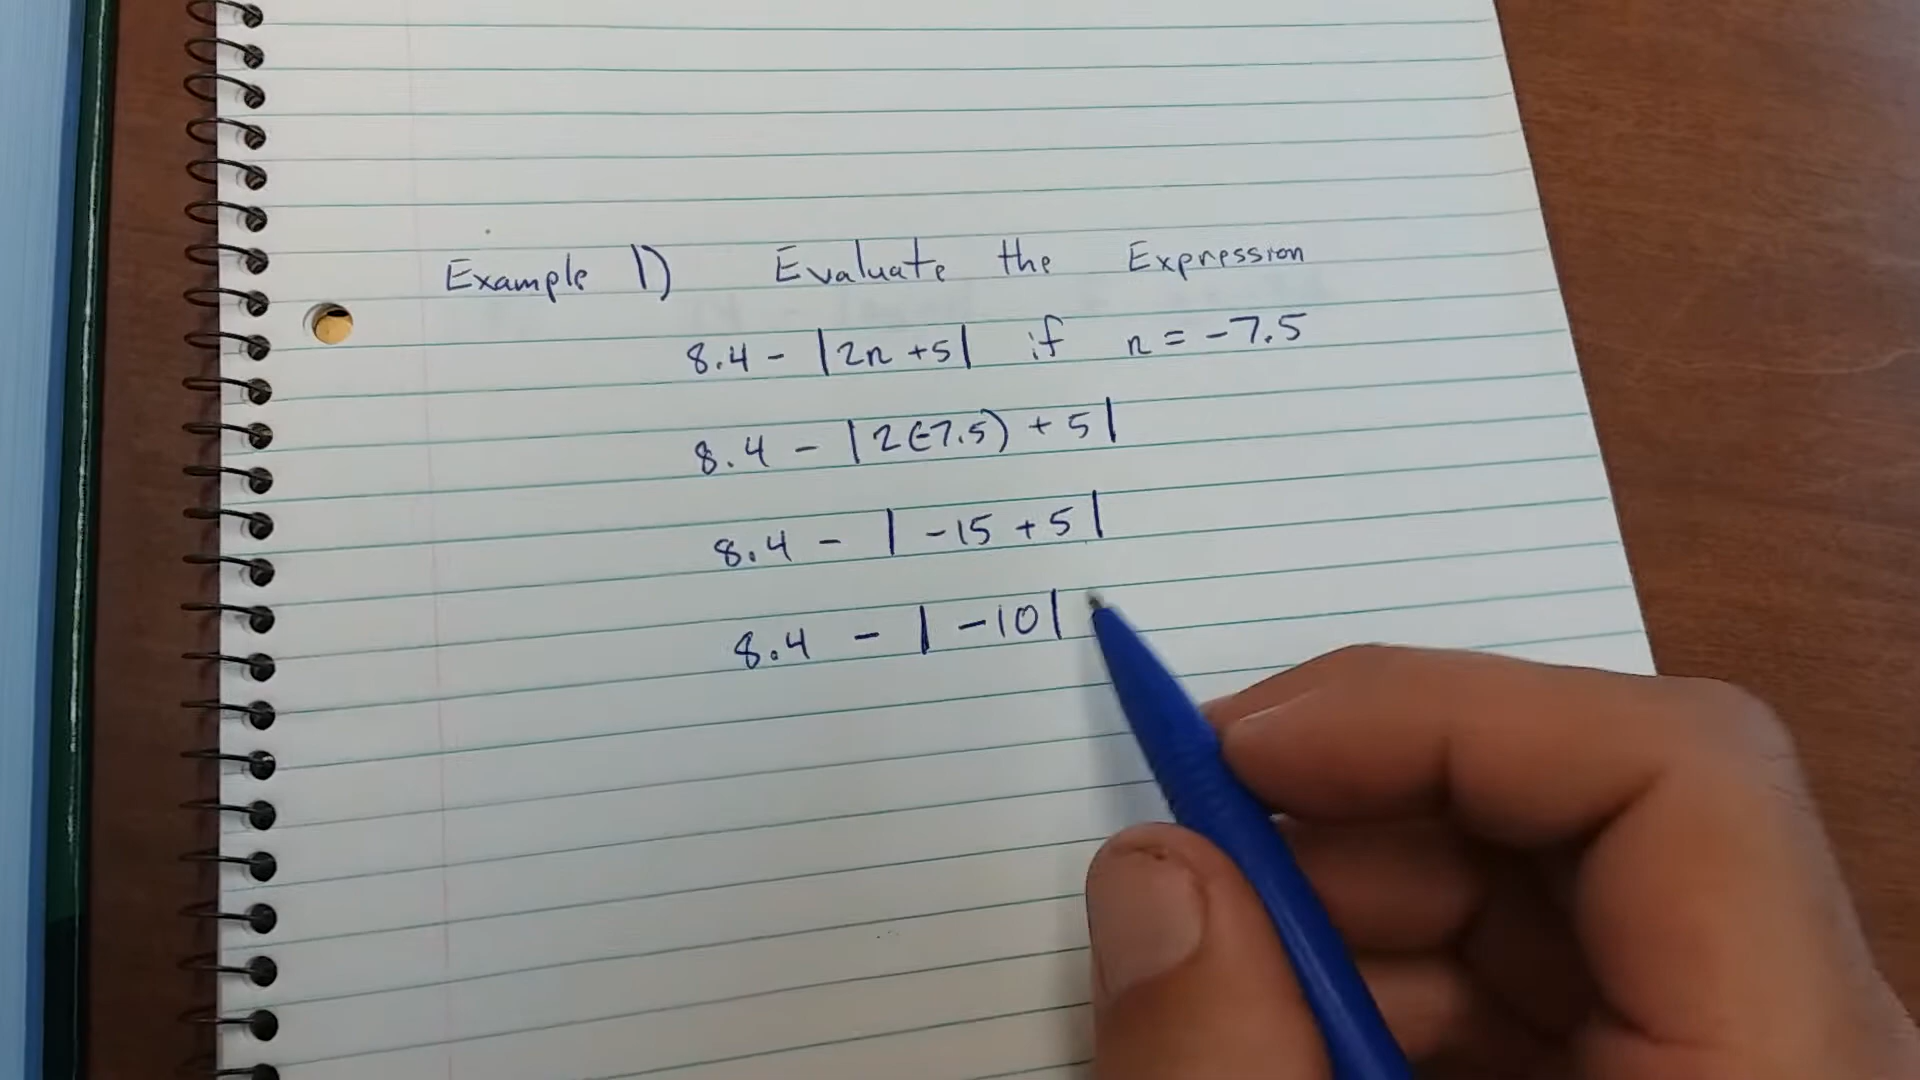 Example 1) Evaluate the Expression
8.4 - |2n +5| if n = -7.5
8.4 - |2(-7.5) + 5|
8.4 - | -15 + 5|
8.4 - | -10|